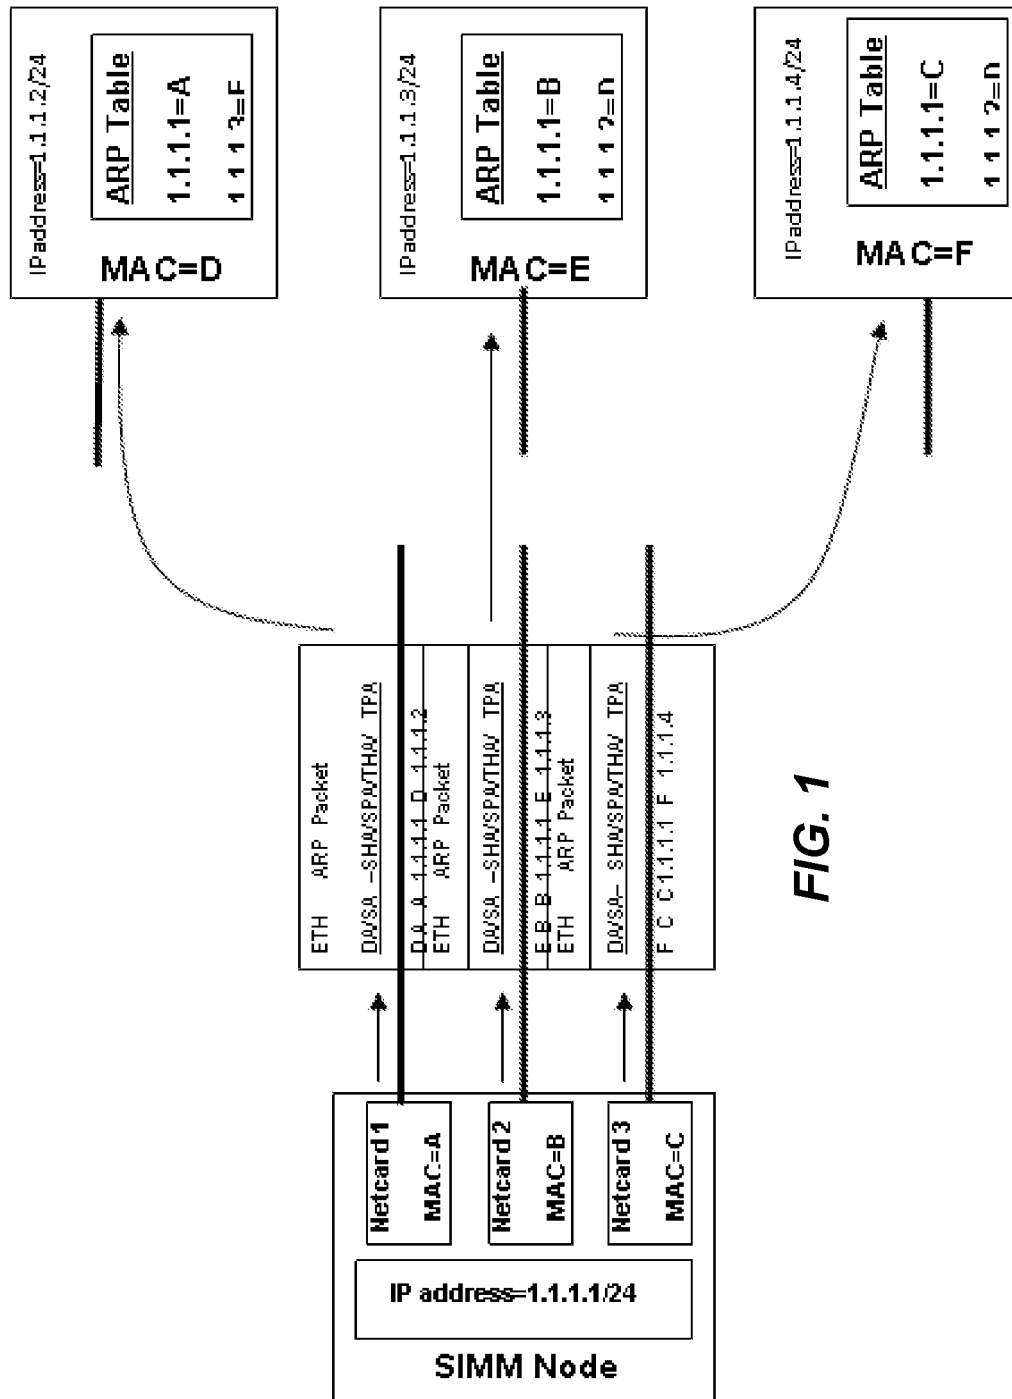 SIMM Node
IP address=1.1.1.1/24
Netcard 1
MAC=A
Netcard 2
MAC=B
Netcard 3
MAC=C
ETH ARP Packet
DA/SA –SHA/SPA/THA/ TPA
D A A 1.1.1.1 D 1.1.1.2
ETH ARP Packet
DA/SA –SHA/SPA/THA/ TPA
E B B 1.1.1.1 E 1.1.1.3
ETH ARP Packet
DA/SA– SHA/SPA/THA/ TPA
F C C 1.1.1.1 F 1.1.1.4
IPaddress=1.1.1.2/24
ARP Table
1.1.1.1=A
MAC=D
IPaddress=1.1.1.3/24
ARP Table
1.1.1.1=B
MAC=E
IPaddress=1.1.1.4/24
ARP Table
1.1.1.1=C
MAC=F
FIG. 1